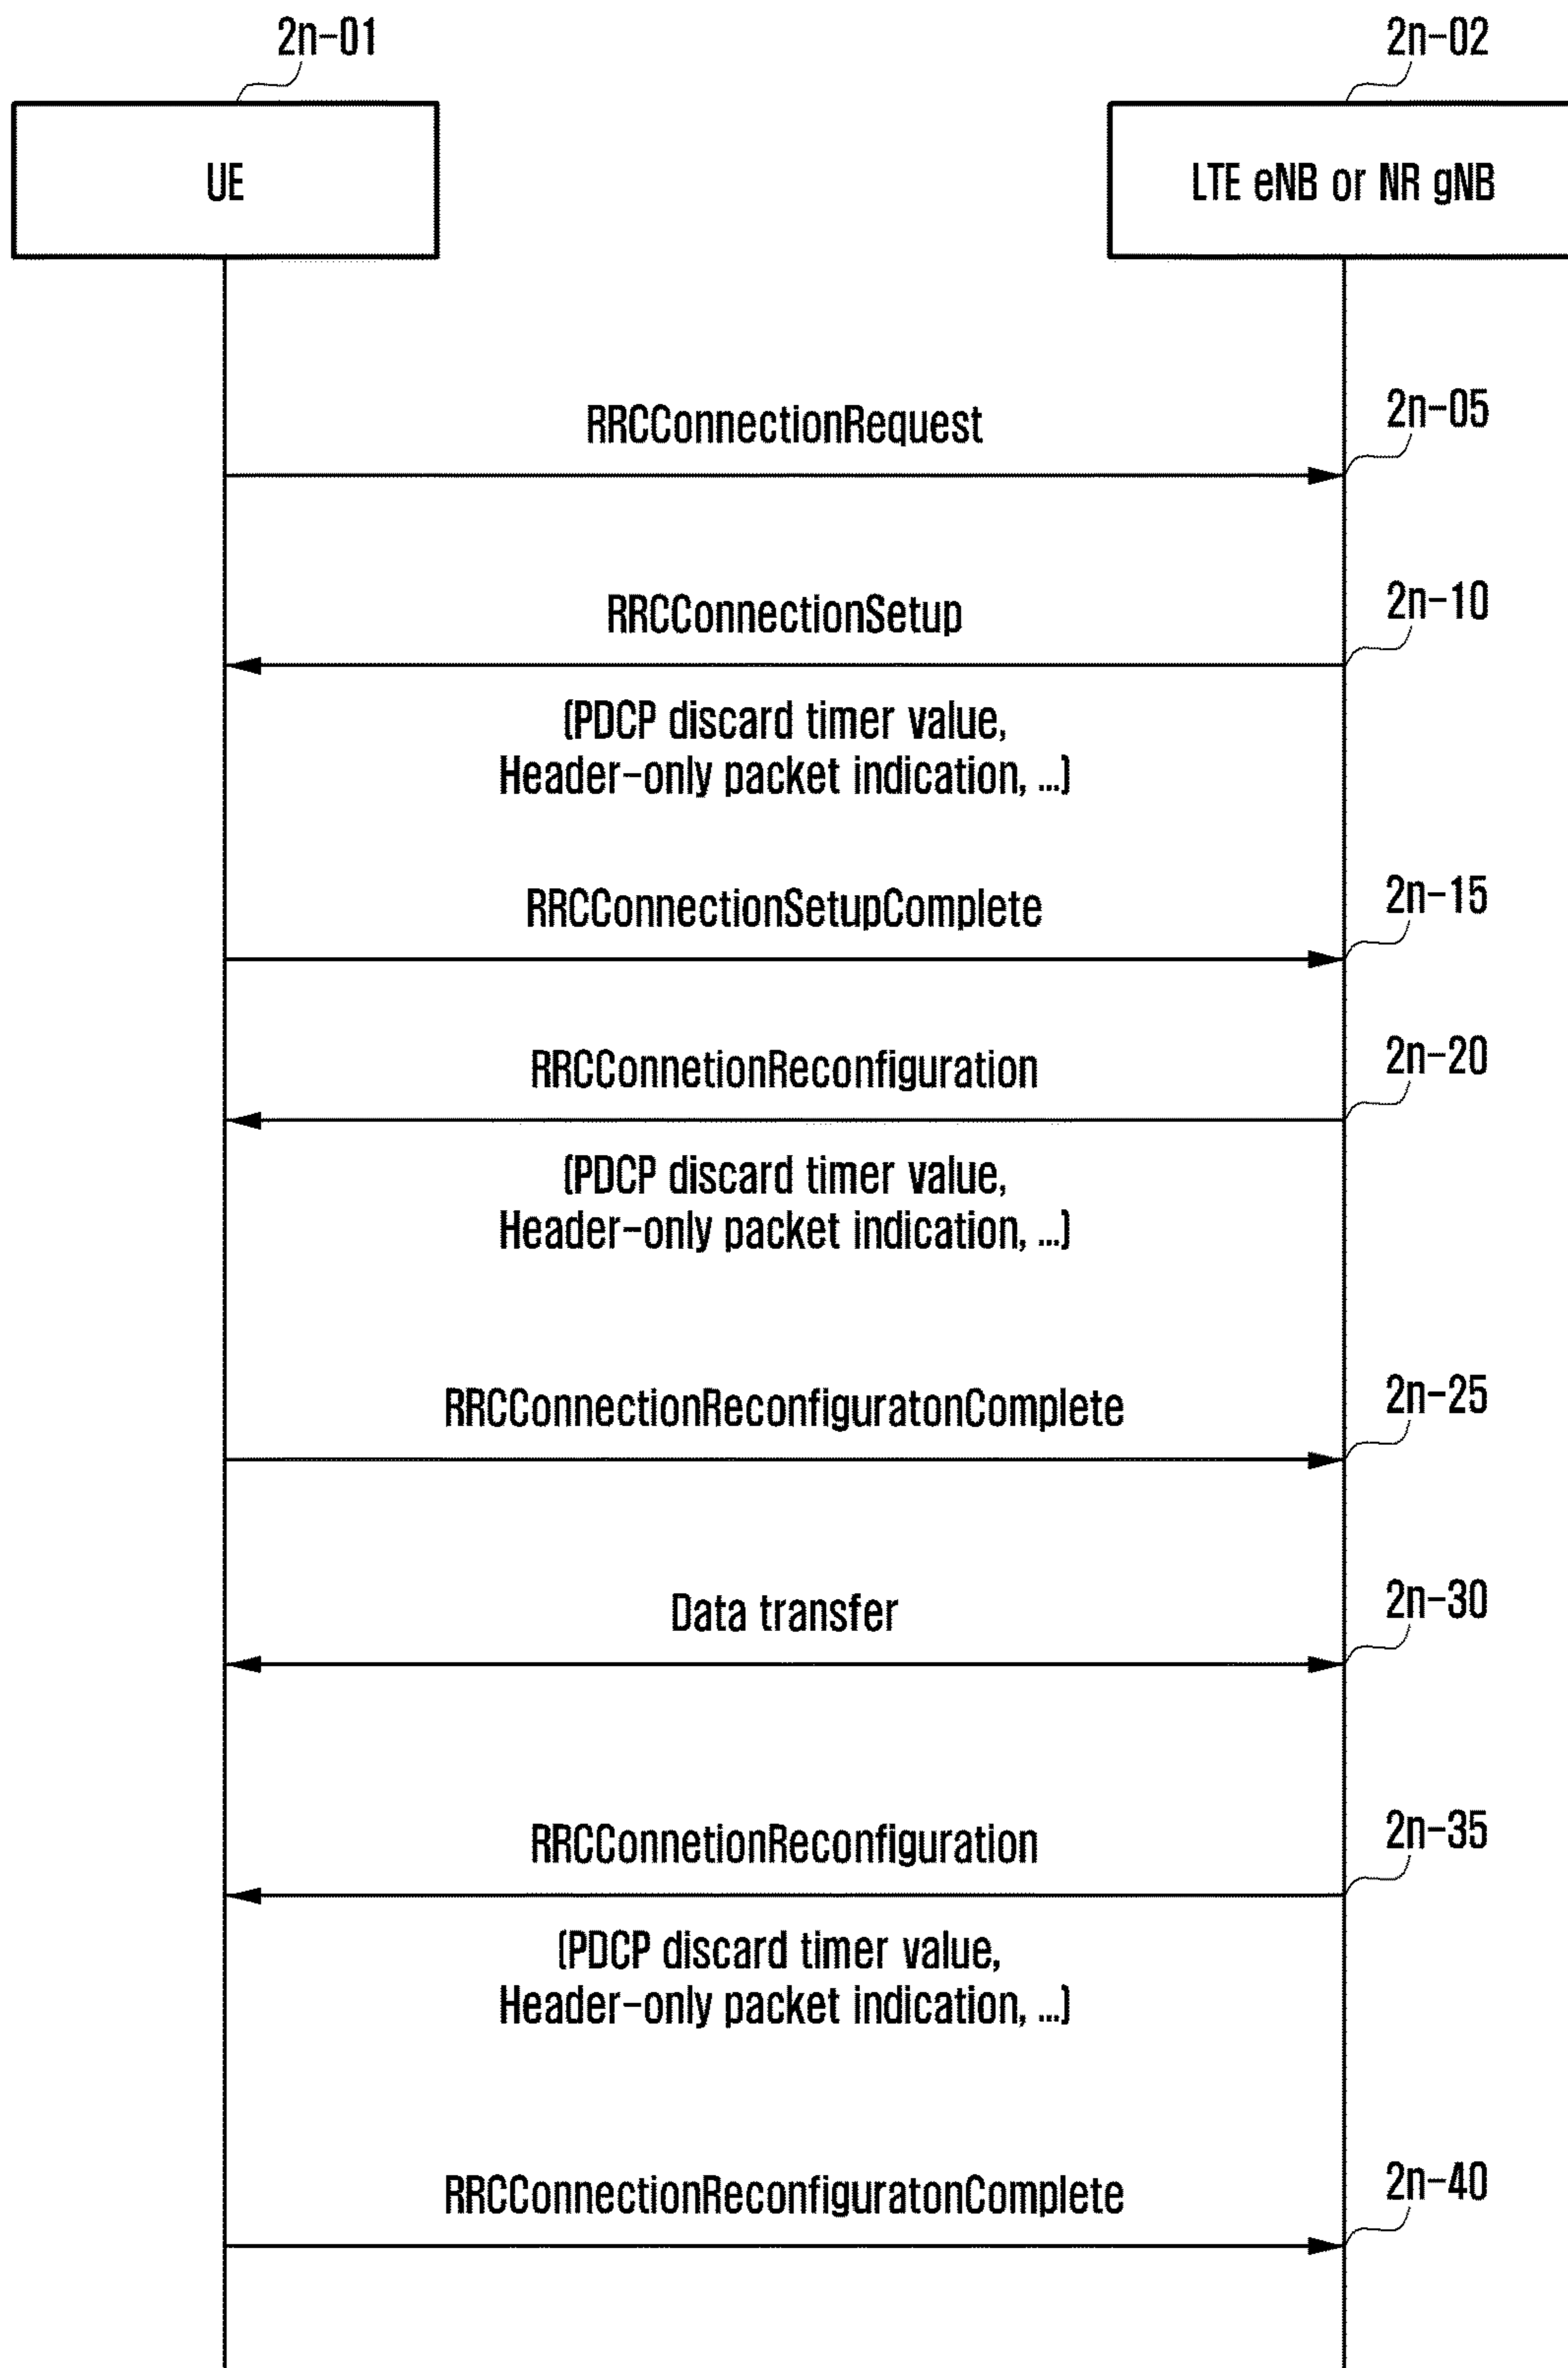 2n-01
2n-02
UE
LTE eNB or NR gNB
RRCConnectionRequest
2n-05
RRCConnectionSetup
2n-10
(PDCP discard timer value,
Header-only packet indication, ...)
RRCConnectionSetupComplete
2n-15
RRCConnetionReconfiguration
2n-20
(PDCP discard timer value,
Header-only packet indication, ...)
RRCConnectionReconfiguratonComplete
2n-25
Data transfer
2n-30
RRCConnetionReconfiguration
2n-35
(PDCP discard timer value,
Header-only packet indication, ...)
RRCConnectionReconfiguratonComplete
2n-40